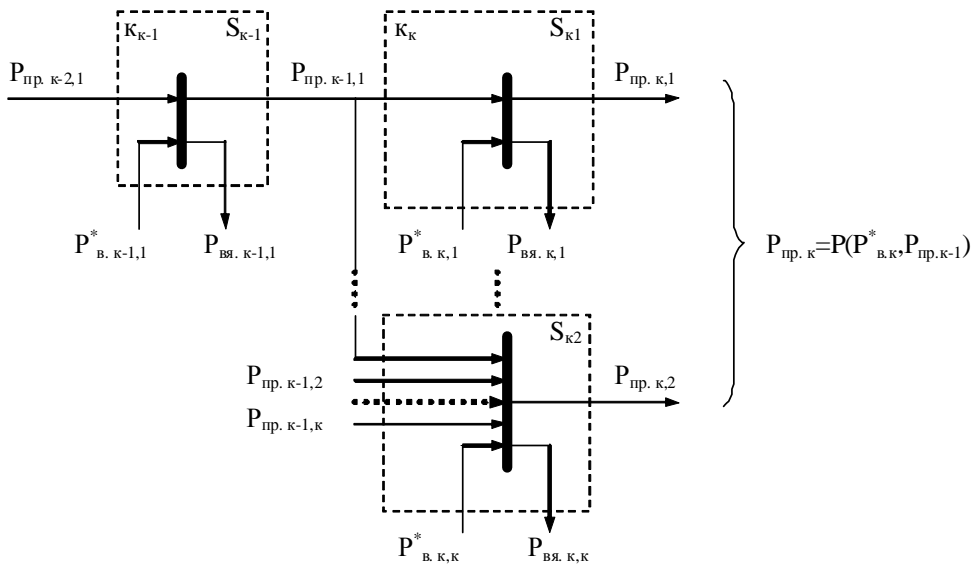 к к-1 S к-1 к к S к1
P пр. к-2,1 P пр. к-1,1 P пр. к,1
P* в. к-1,1 P вя. к-1,1 P* в. к,1 P вя. к,1 P пр. к=P(P* в.к,P пр.к-1)
S к2
P пр. к-1,2 P пр. к,2
P пр. к-1,к
P* в. к,к P вя. к,к